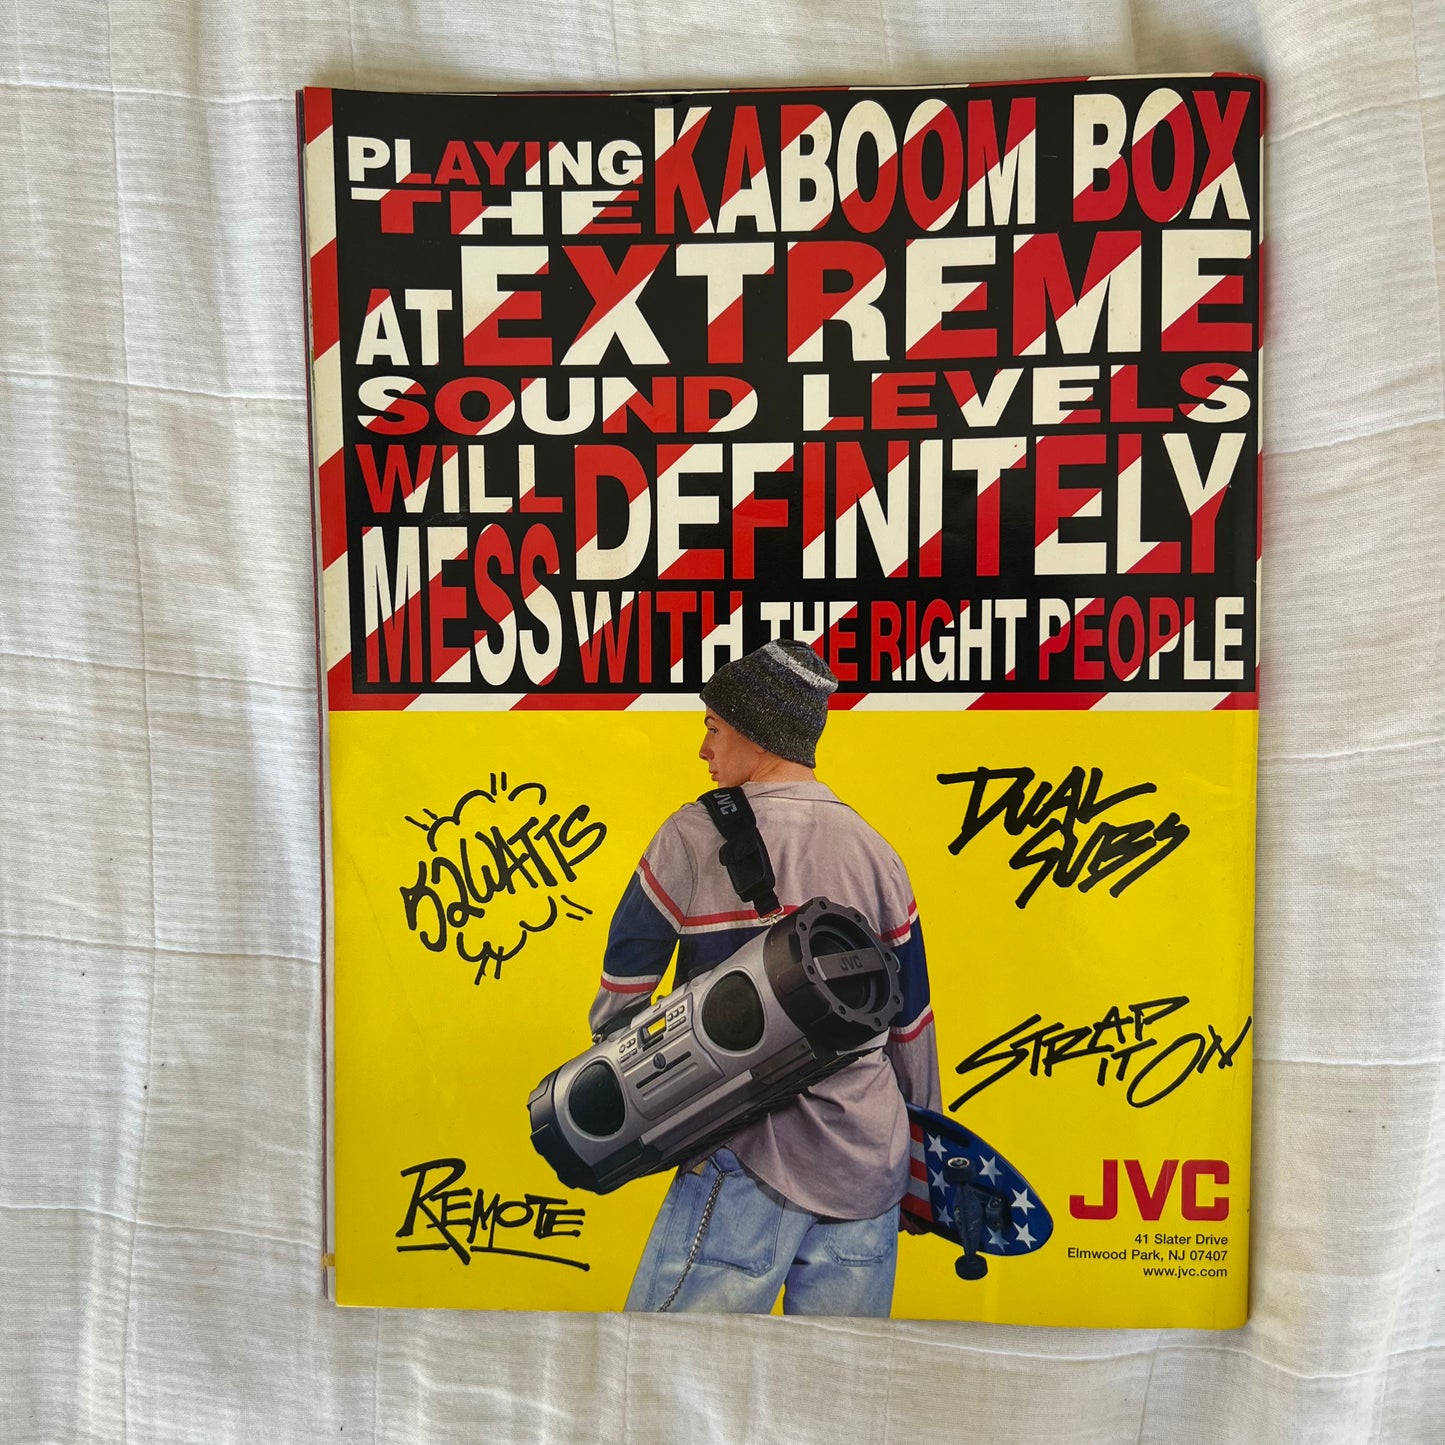 PLAYING THE KABOOM BOX
AT EXTREME
SOUND LEVELS
WILL DEFINITELY
MESS WITH THE RIGHT PEOPLE
52WATTS
DUAL
SUBS
JVC
JVC
STRAP
IT ON
REMOTE
JVC
41 Slater Drive
Elmwood Park, NJ 07407
www.jvc.com